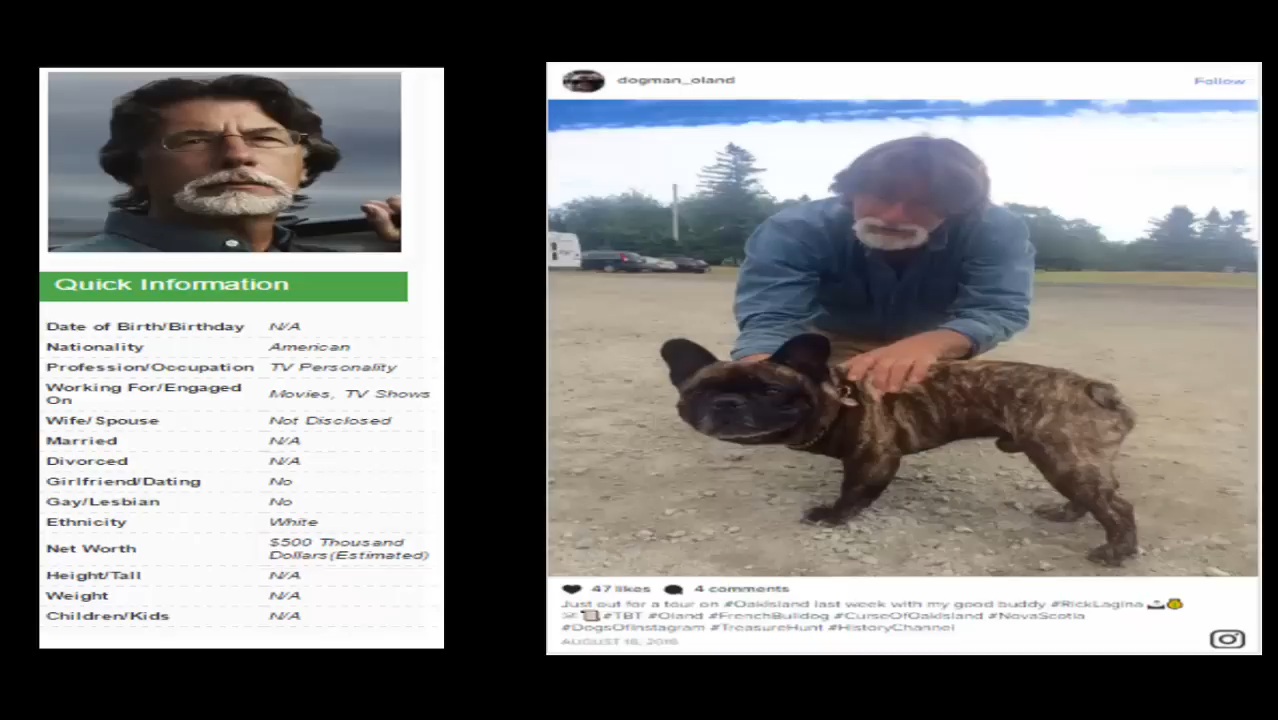 Quick Information
Date of Birth/Birthday N/A
Nationality American
Profession/Occupation TV Personality
Working For/Engaged On Movies, TV Shows
Wife/Spouse Not Disclosed
Married N/A
Divorced N/A
Girlfriend/Dating No
Gay/Lesbian No
Ethnicity White
Net Worth $500 Thousand Dollars(Estimated)
Height/Tall N/A
Weight N/A
Children/Kids N/A
dogman_oland Follow
47 likes 4 comments
Just out for a tour on #OakIsland last week with my good buddy #RickLagina
#TBT #Oland #FrenchBulldog #CurseOfOakIsland #NovaScotia
#DogsOfInstagram #TreasureHunt #HistoryChannel
AUGUST 18, 2016